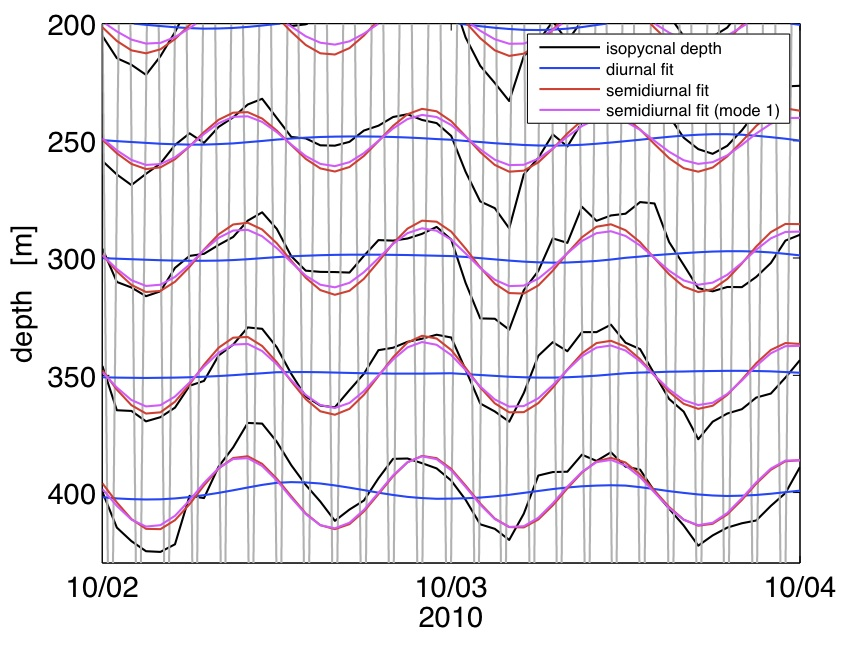 200
isopycnal depth
diurnal fit
semidiurnal fit
semidiurnal fit (mode 1)
250
300
350
400
depth [m]
10/02
10/03
10/04
2010